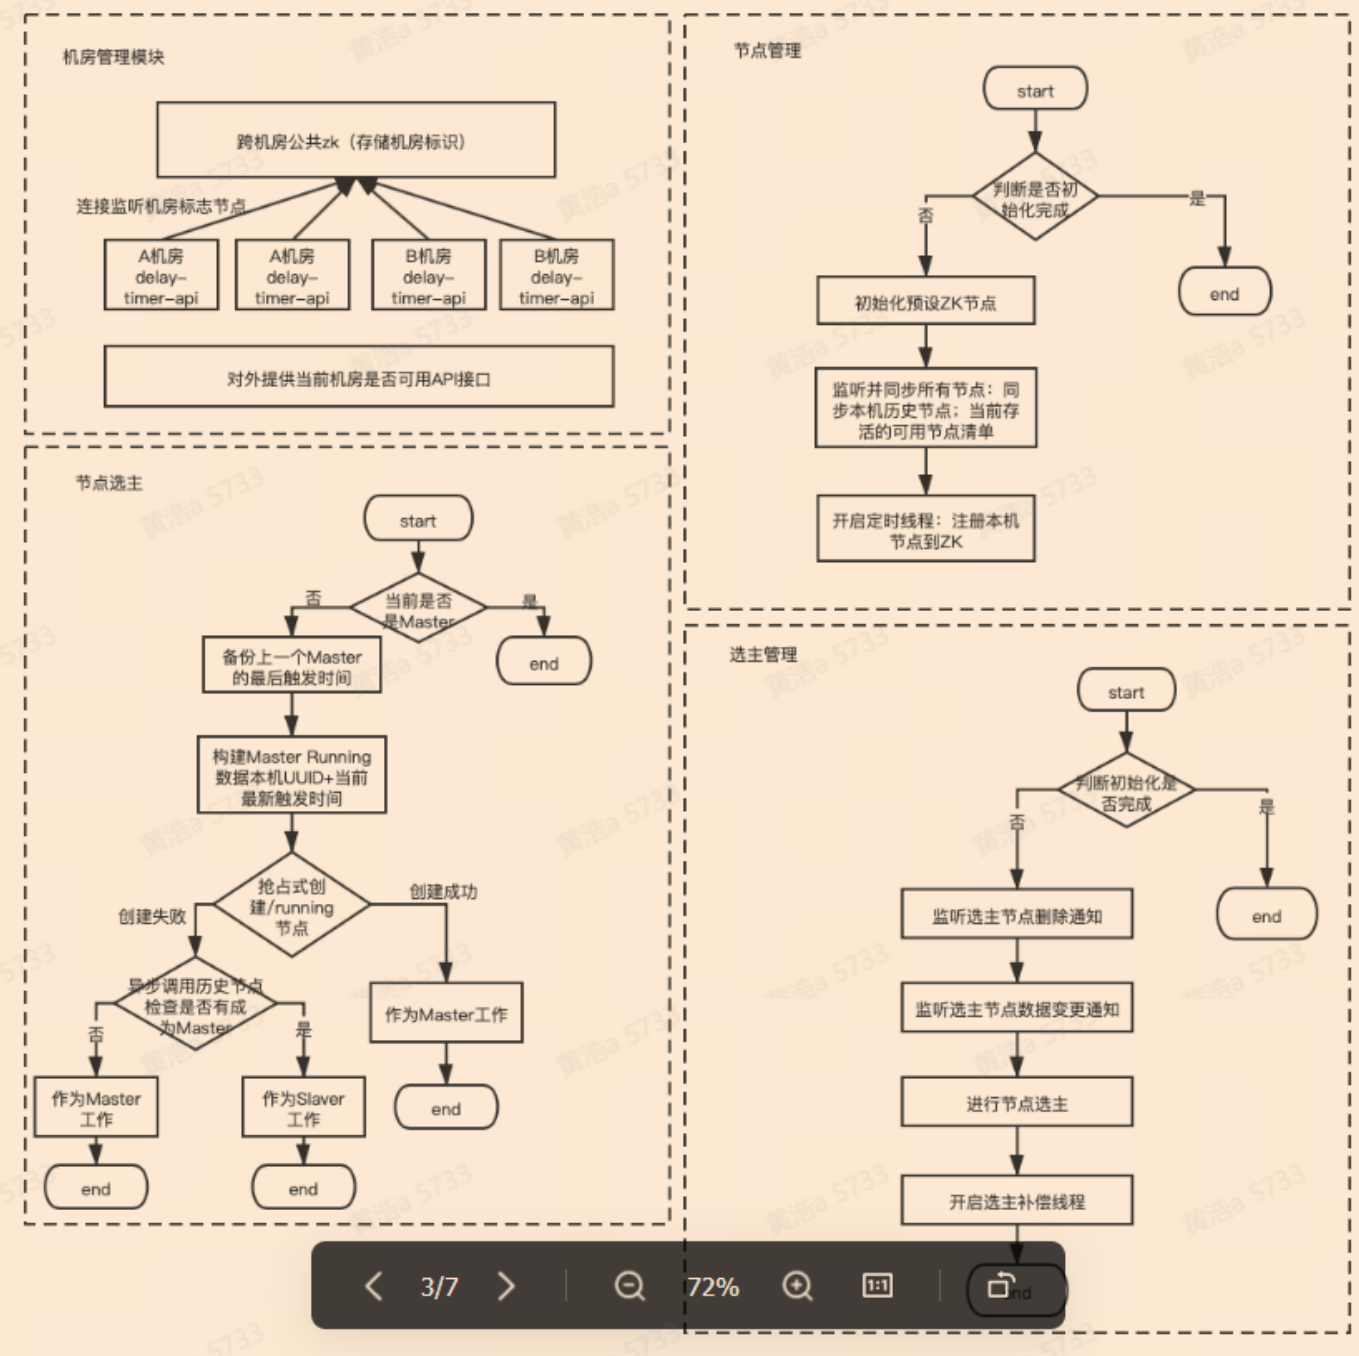 机房管理模块
跨机房公共zk（存储机房标识）
连接监听机房标志节点
A机房
delay-
timer-api
A机房
delay-
timer-api
B机房
delay-
timer-api
B机房
delay-
timer-api
对外提供当前机房是否可用API接口
节点管理
start
判断是否初
始化完成
否
是
end
初始化预设ZK节点
监听并同步所有节点：同
步本机历史节点；当前存
活的可用节点清单
开启定时线程：注册本机
节点到ZK
节点选主
start
当前是否
是Master
否
是
end
备份上一个Master
的最后触发时间
构建Master Running
数据本机UUID+当前
最新触发时间
抢占式创
建/running
节点
创建失败
创建成功
异步调用历史节点
检查是否有成
为Master
否
是
作为Master工作
end
作为Master
工作
end
作为Slaver
工作
end
选主管理
start
判断初始化是
否完成
否
是
end
监听选主节点删除通知
监听选主节点数据变更通知
进行节点选主
开启选主补偿线程
end
3/7
72%
1:1
黄浩a 5733